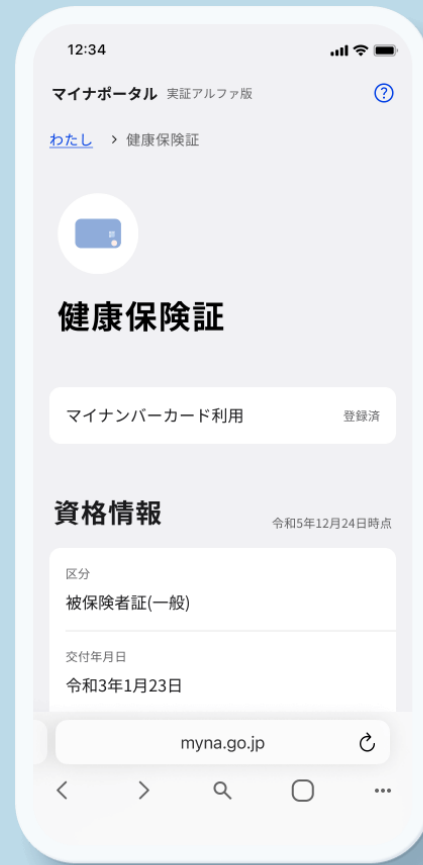 12:34
マイナポータル 実証アルファ版
わたし > 健康保険証
健康保険証
マイナンバーカード利用 登録済
資格情報 令和5年12月24日時点
区分
被保険者証(一般)
交付年月日
令和3年1月23日
myna.go.jp